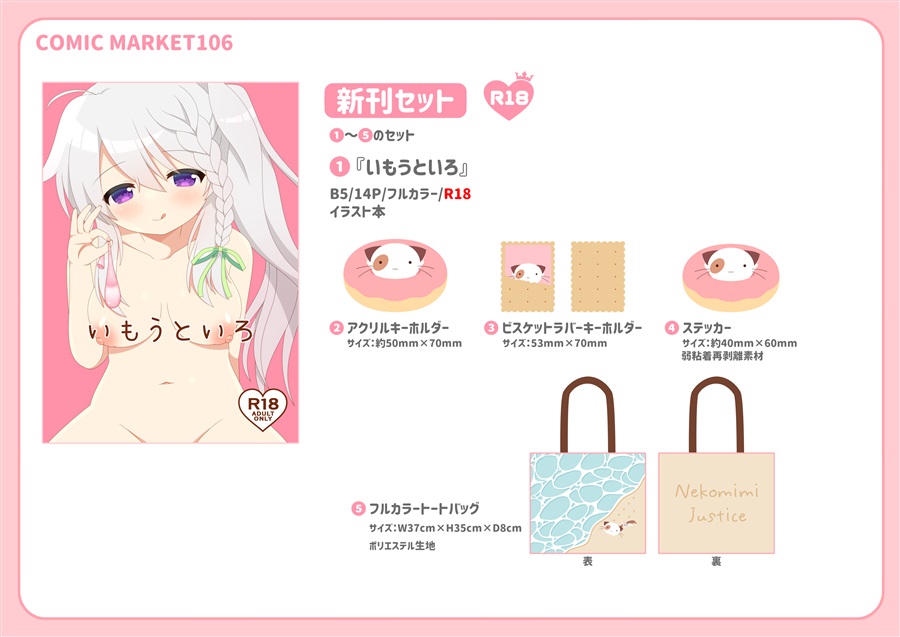 COMIC MARKET106
いもうといろ
R18
ADULT
ONLY
新刊セット
R18
1～5のセット
1『いもうといろ』
B5/14P/フルカラー/R18
イラスト本
2 アクリルキーホルダー
サイズ:約50mm×70mm
3 ビスケットラバーキーホルダー
サイズ:53mm×70mm
4 ステッカー
サイズ:約40mm×60mm
弱粘着再剥離素材
5 フルカラートートバッグ
サイズ:W37cm×H35cm×D8cm
ポリエステル生地
Nekomimi
Justice
表
裏